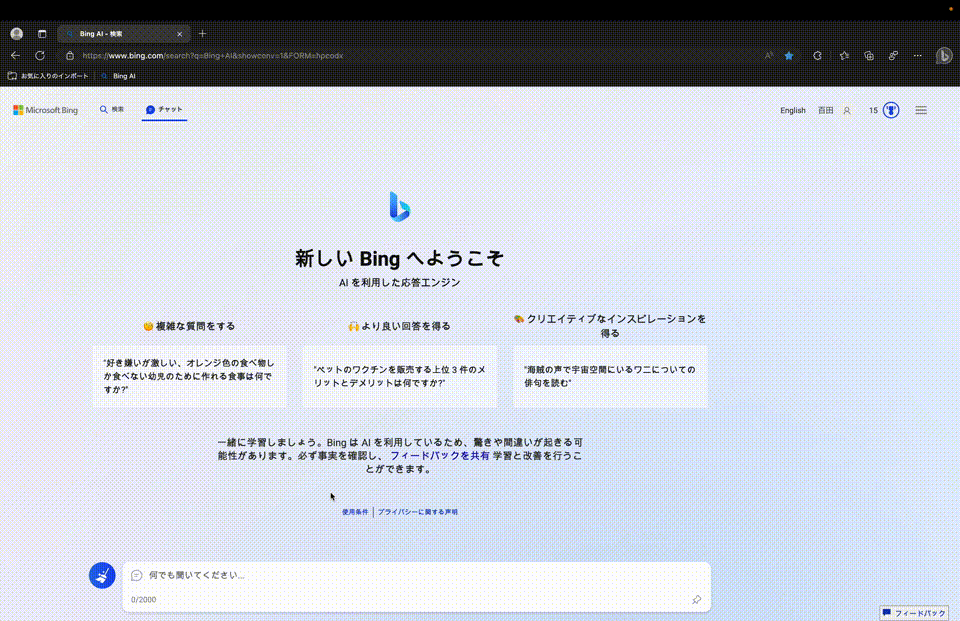 Bing AI - 検索
https://www.bing.com/search?q=Bing+AI&showconv=1&FORM=hpcodx
お気に入りのインポート
Bing AI
Microsoft Bing
検索
チャット
English
百田
15
新しい Bing へようこそ
AI を利用した応答エンジン
複雑な質問をする
"好き嫌いが激しい、オレンジ色の食べ物し
か食べない幼児のために作れる食事は何で
すか?"
より良い回答を得る
"ペットのワクチンを販売する上位 3 件のメ
リットとデメリットは何ですか?"
クリエイティブなインスピレーションを
得る
"海賊の声で宇宙空間にいるワニについての
俳句を読む"
一緒に学習しましょう。Bing は AI を利用しているため、驚きや間違いが起きる可
能性があります。必ず事実を確認し、 フィードバックを共有 学習と改善を行うこ
とができます。
使用条件
プライバシーに関する声明
何でも聞いてください...
0/2000
フィードバック